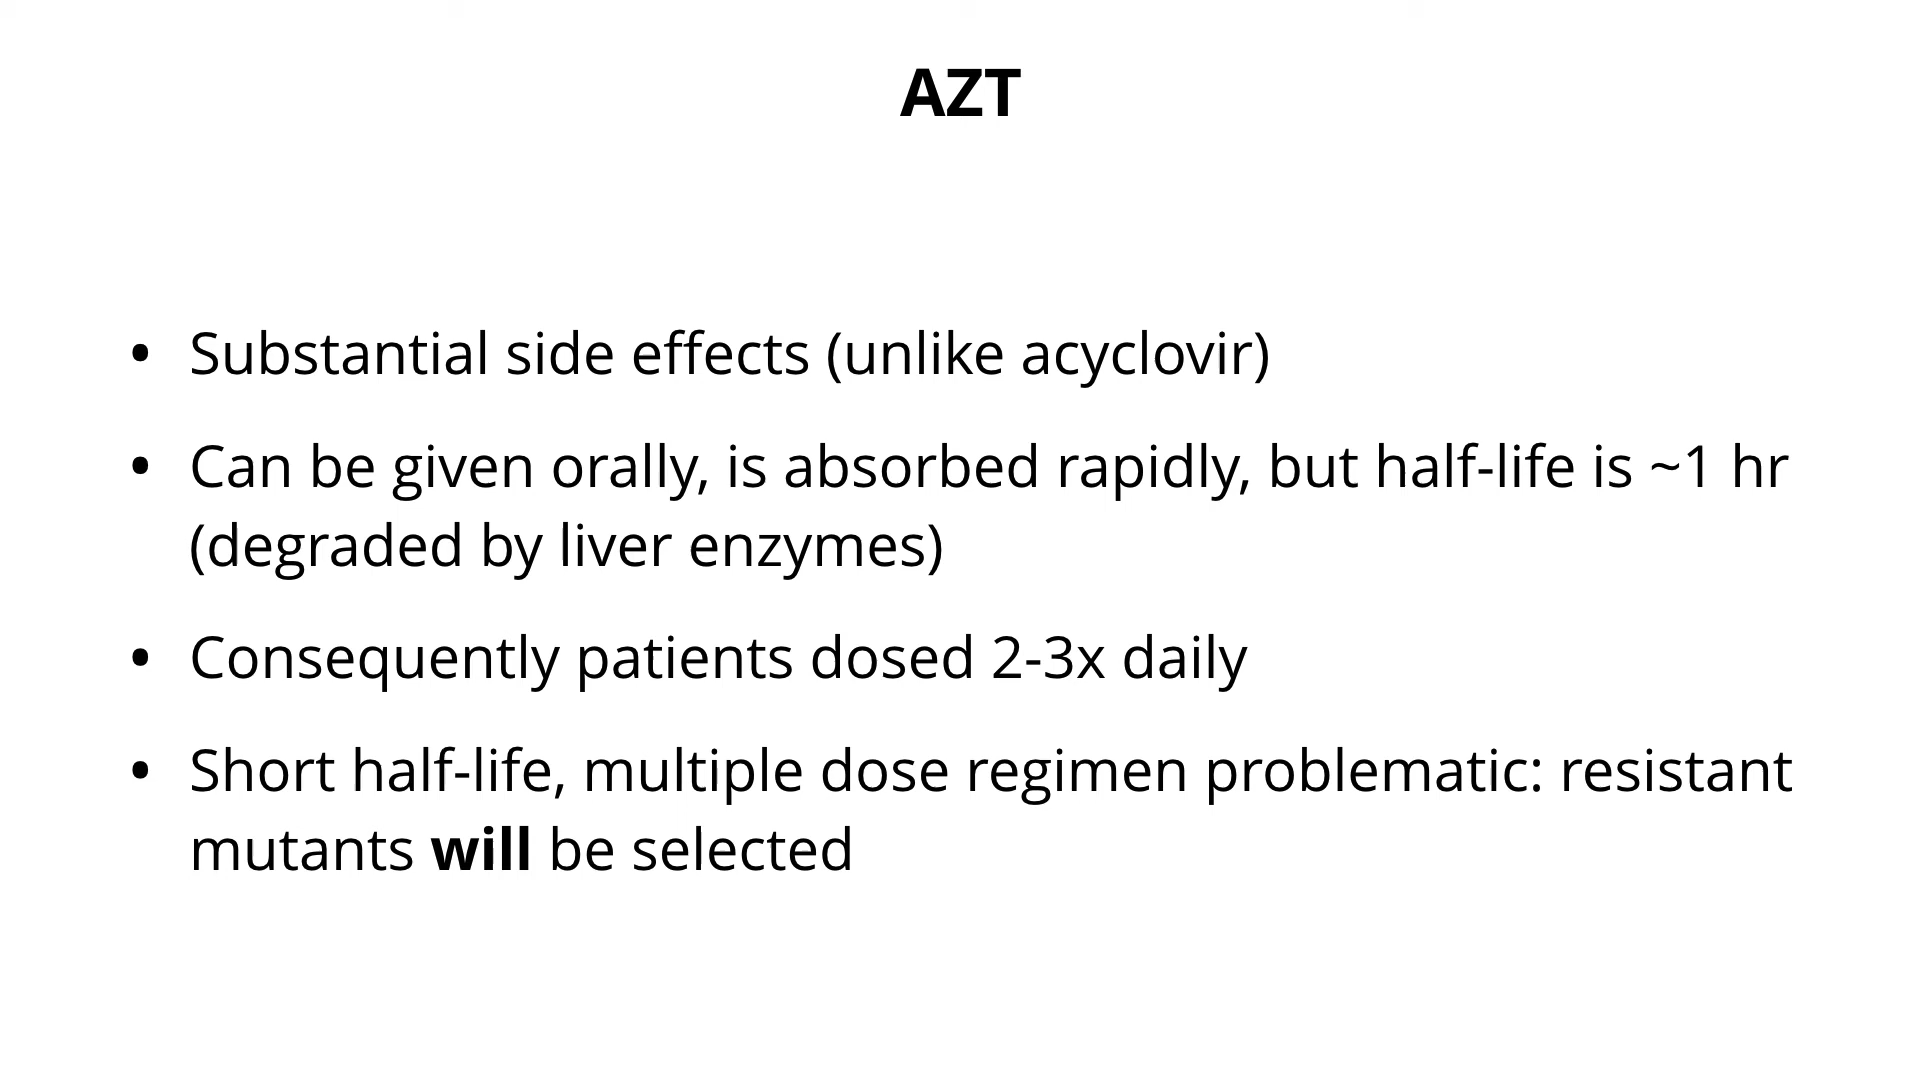 AZT
• Substantial side effects (unlike acyclovir)
• Can be given orally, is absorbed rapidly, but half-life is ~1 hr
(degraded by liver enzymes)
• Consequently patients dosed 2-3x daily
• Short half-life, multiple dose regimen problematic: resistant
mutants will be selected